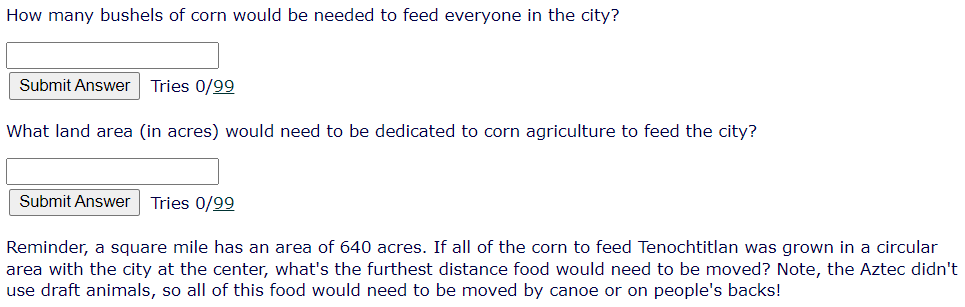 How many bushels of corn would be needed to feed everyone in the city?
Submit Answer Tries 0/99
What land area (in acres) would need to be dedicated to corn agriculture to feed the city?
Submit Answer Tries 0/99
Reminder, a square mile has an area of 640 acres. If all of the corn to feed Tenochtitlan was grown in a circular
area with the city at the center, what's the furthest distance food would need to be moved? Note, the Aztec didn't
use draft animals, so all of this food would need to be moved by canoe or on people's backs!